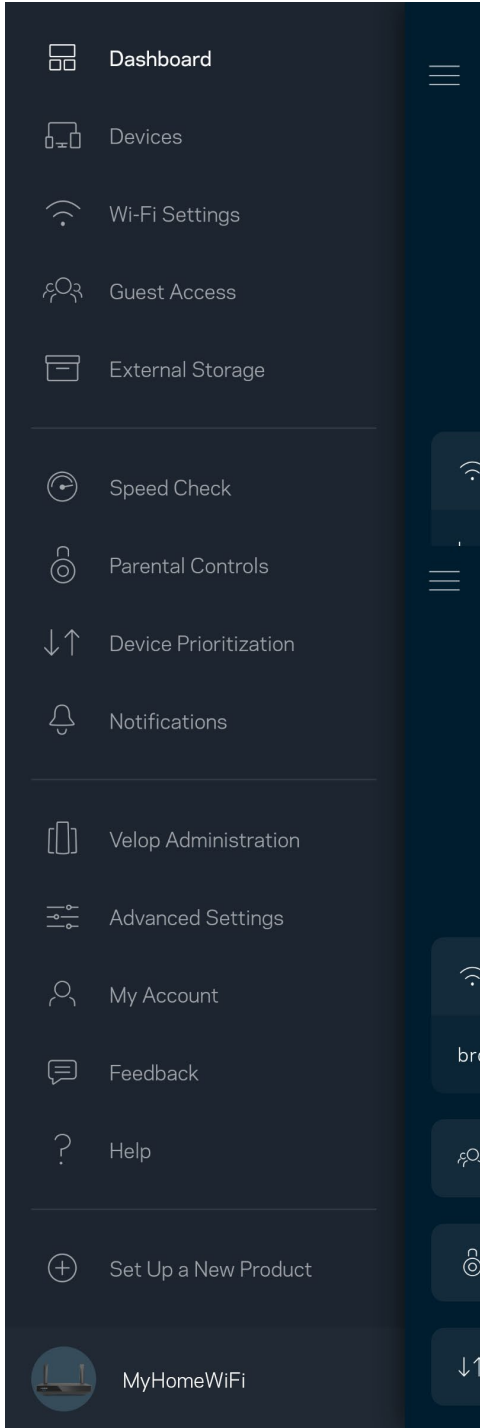 Dashboard
Devices
Wi-Fi Settings
Guest Access
External Storage
Speed Check
Parental Controls
Device Prioritization
Notifications
Velop Administration
Advanced Settings
My Account
Feedback
Help
Set Up a New Product
MyHomeWiFi